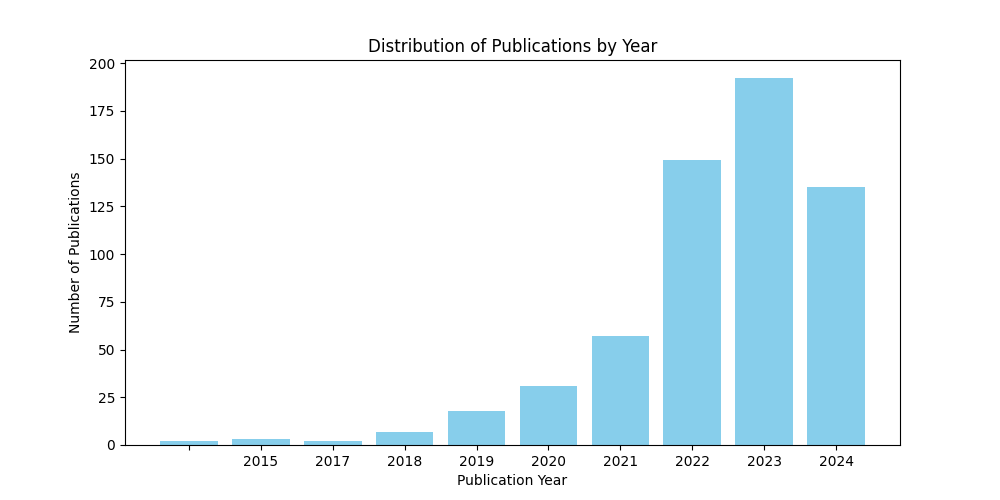 Distribution of Publications by Year
200
175
150
125
100
75
50
25
0
Number of Publications
2015 2017 2018 2019 2020 2021 2022 2023 2024
Publication Year